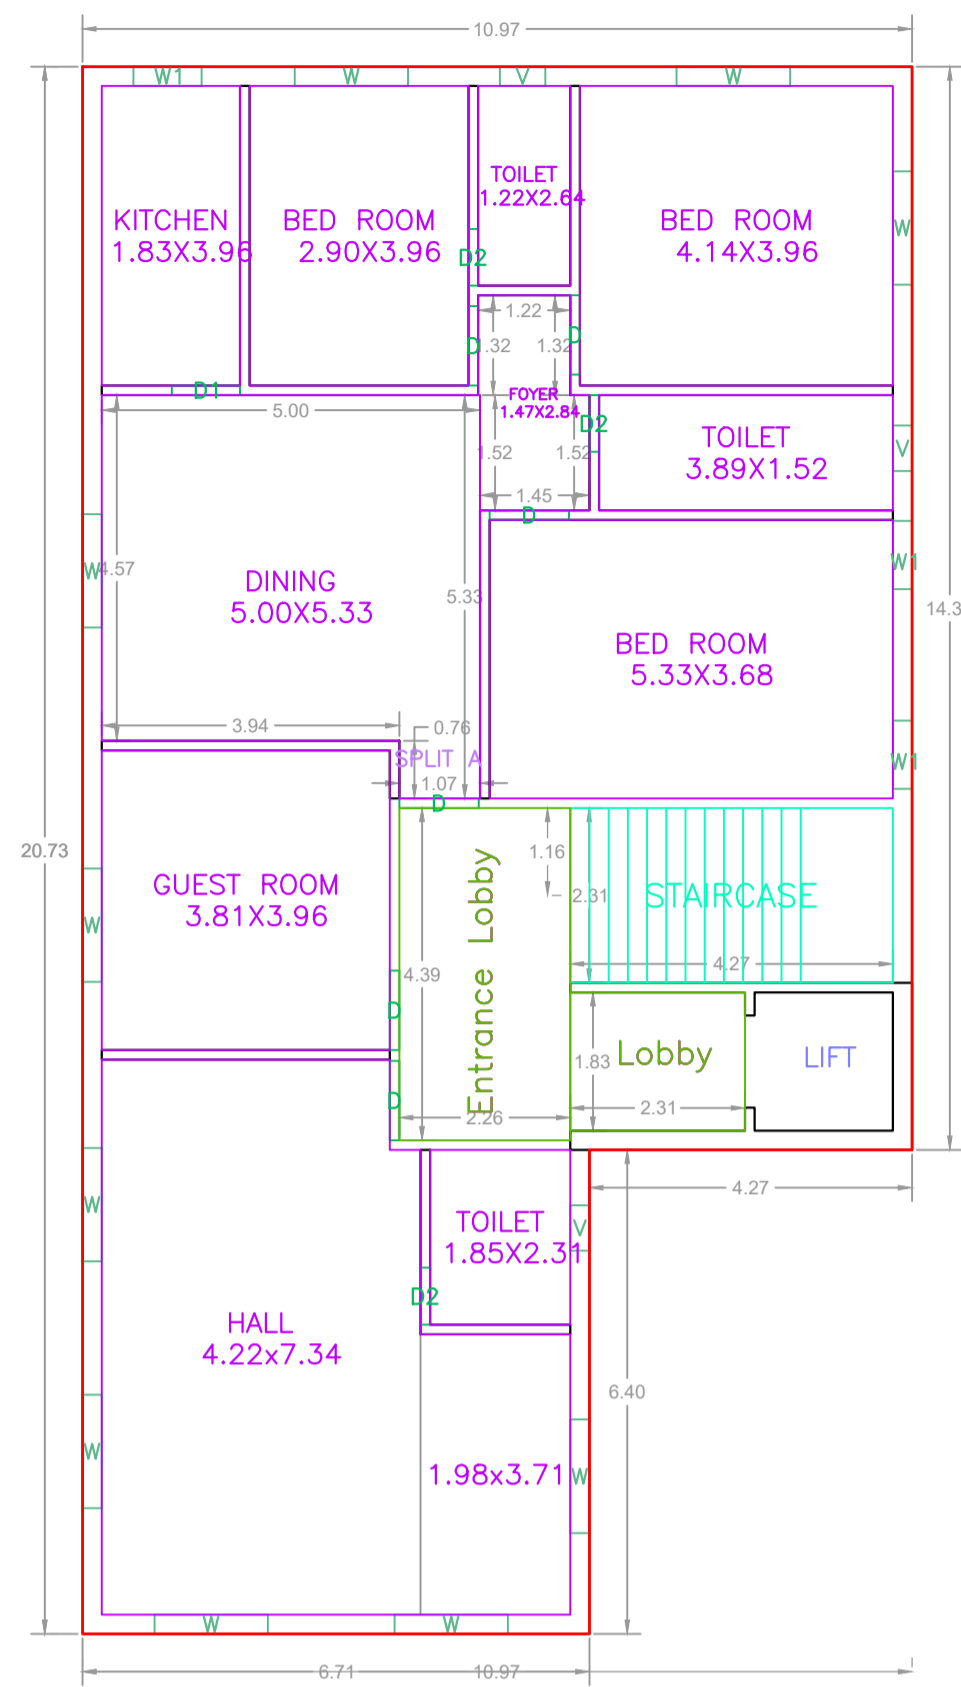 10.97
W1
W
V
W
TOILET
1.22X2.64
KITCHEN
1.83X3.96
BED ROOM
2.90X3.96
BED ROOM
4.14X3.96
W
D2
1.22
D
1.32
1.32
D
FOYER
1.47X2.84
D1
5.00
D2
TOILET
3.89X1.52
V
1.52
1.52
1.45
D
W
4.57
W1
DINING
5.00X5.33
5.33
14.3
BED ROOM
5.33X3.68
3.94
0.76
SPLIT A
1.07
W1
D
20.73
1.16
2.31
STAIRCASE
GUEST ROOM
3.81X3.96
W
Entrance Lobby
4.39
4.27
D
Lobby
LIFT
1.83
D
2.26
2.31
W
4.27
TOILET
1.85X2.31
V
D2
HALL
4.22x7.34
6.40
W
1.98x3.71
W
W
W
6.71
10.97